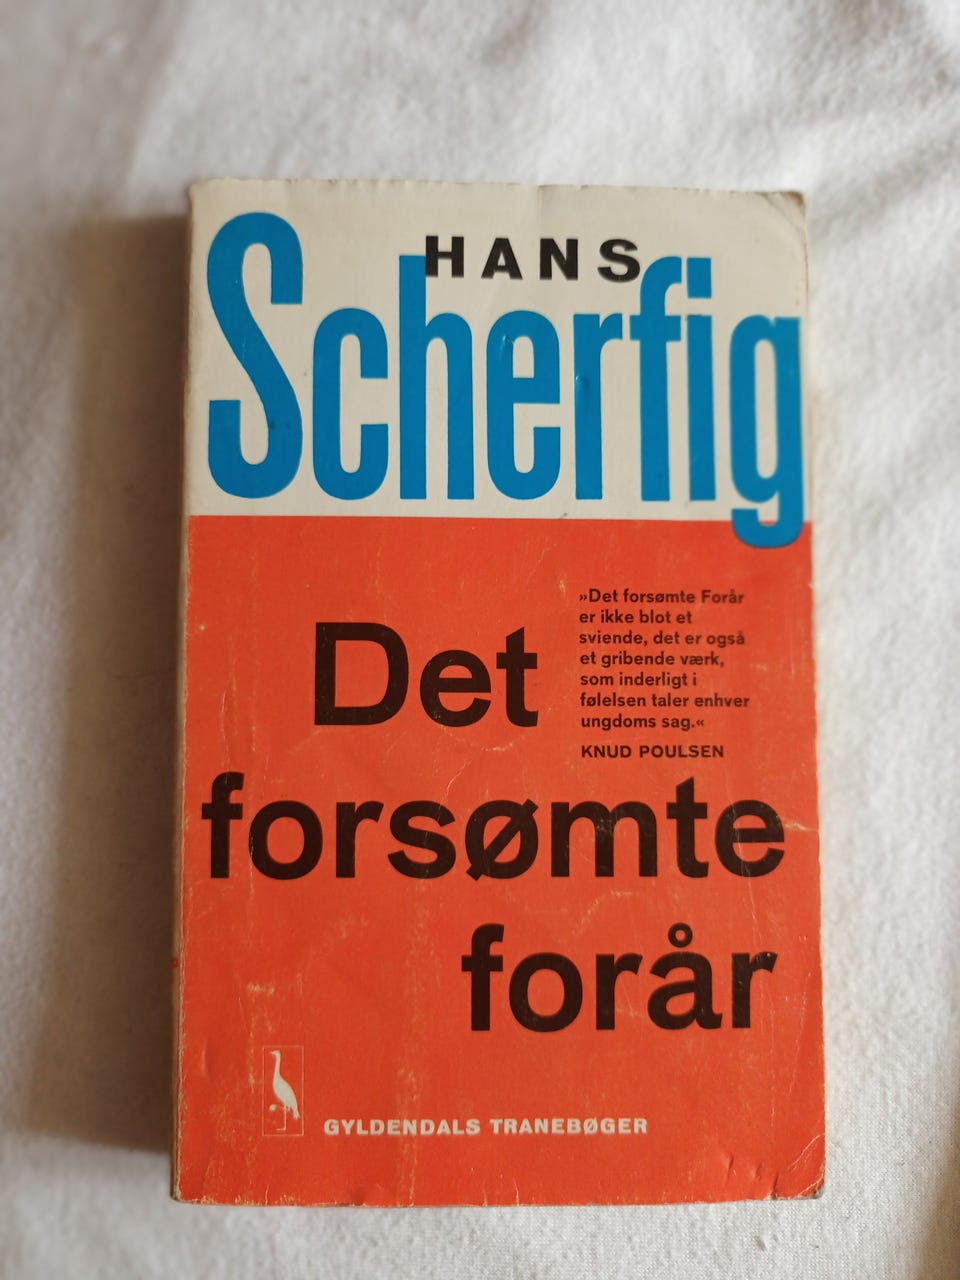 HANS
Scherfig
»Det forsømte Forår
er ikke blot et
sviende, det er også
et gribende værk,
som inderligt i
følelsen taler enhver
ungdoms sag.«
KNUD POULSEN
Det
forsømte
forår
GYLDENDALS TRANEBØGER